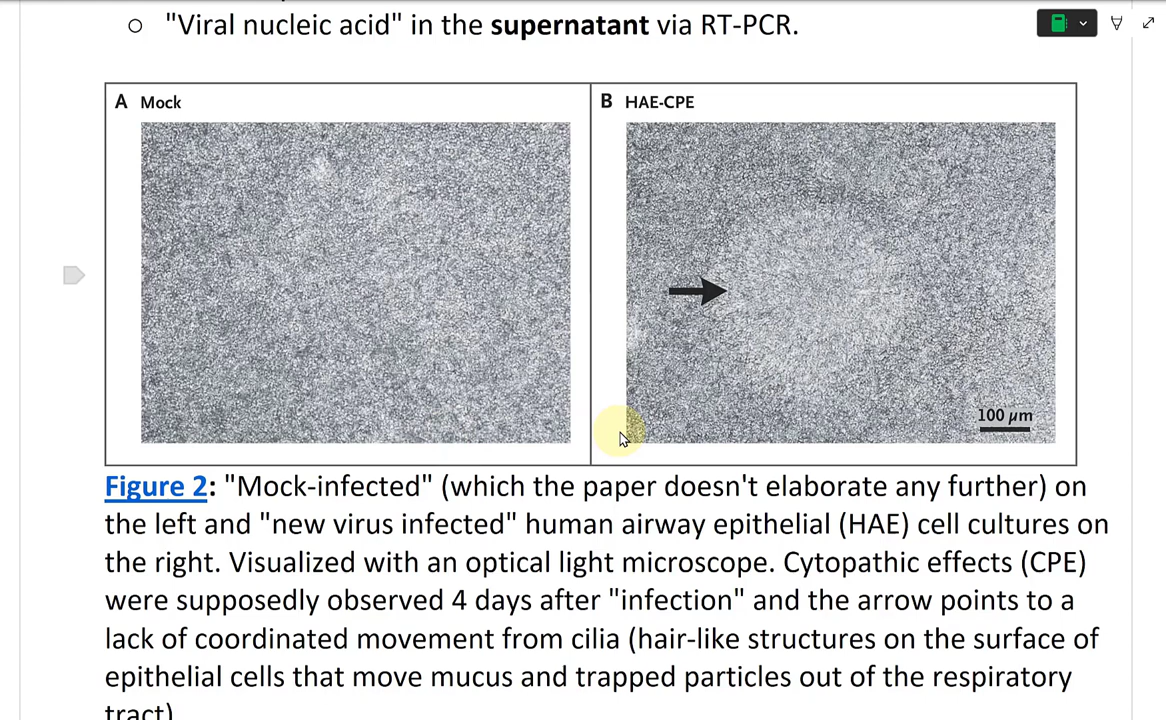 ○ "Viral nucleic acid" in the supernatant via RT-PCR.
A Mock
B HAE-CPE
100 µm
Figure 2: "Mock-infected" (which the paper doesn't elaborate any further) on
the left and "new virus infected" human airway epithelial (HAE) cell cultures on
the right. Visualized with an optical light microscope. Cytopathic effects (CPE)
were supposedly observed 4 days after "infection" and the arrow points to a
lack of coordinated movement from cilia (hair-like structures on the surface of
epithelial cells that move mucus and trapped particles out of the respiratory
tract)